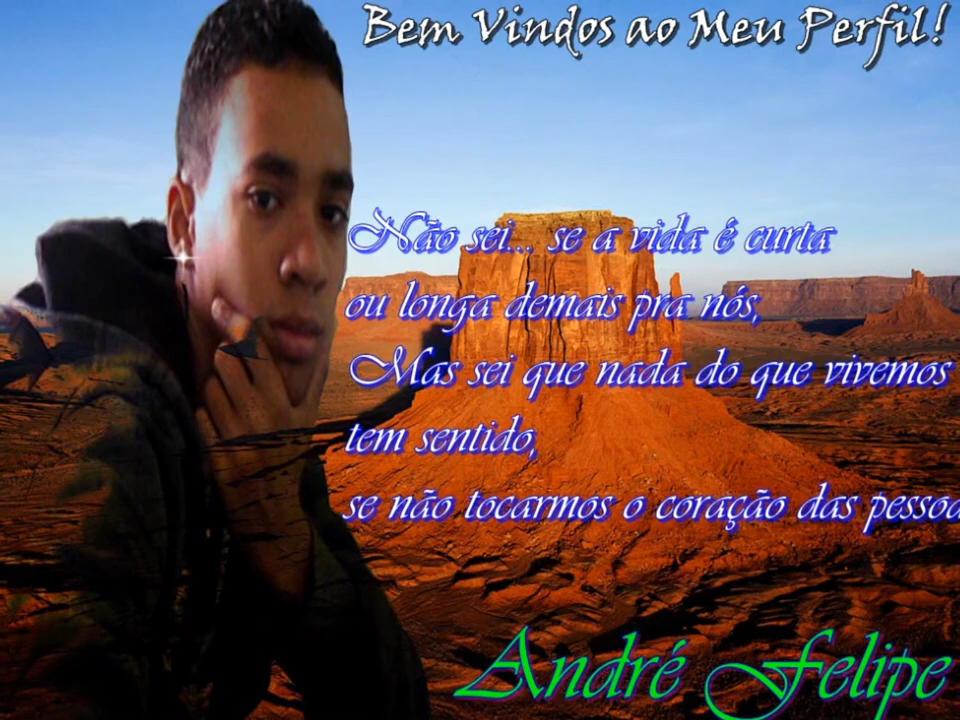 Bem Vindos ao Meu Perfil!
Não sei... se a vida é curta
ou longa demais pra nós,
Mas sei que nada do que vivemos
tem sentido,
se não tocarmos o coração das pessoa
André Felipe